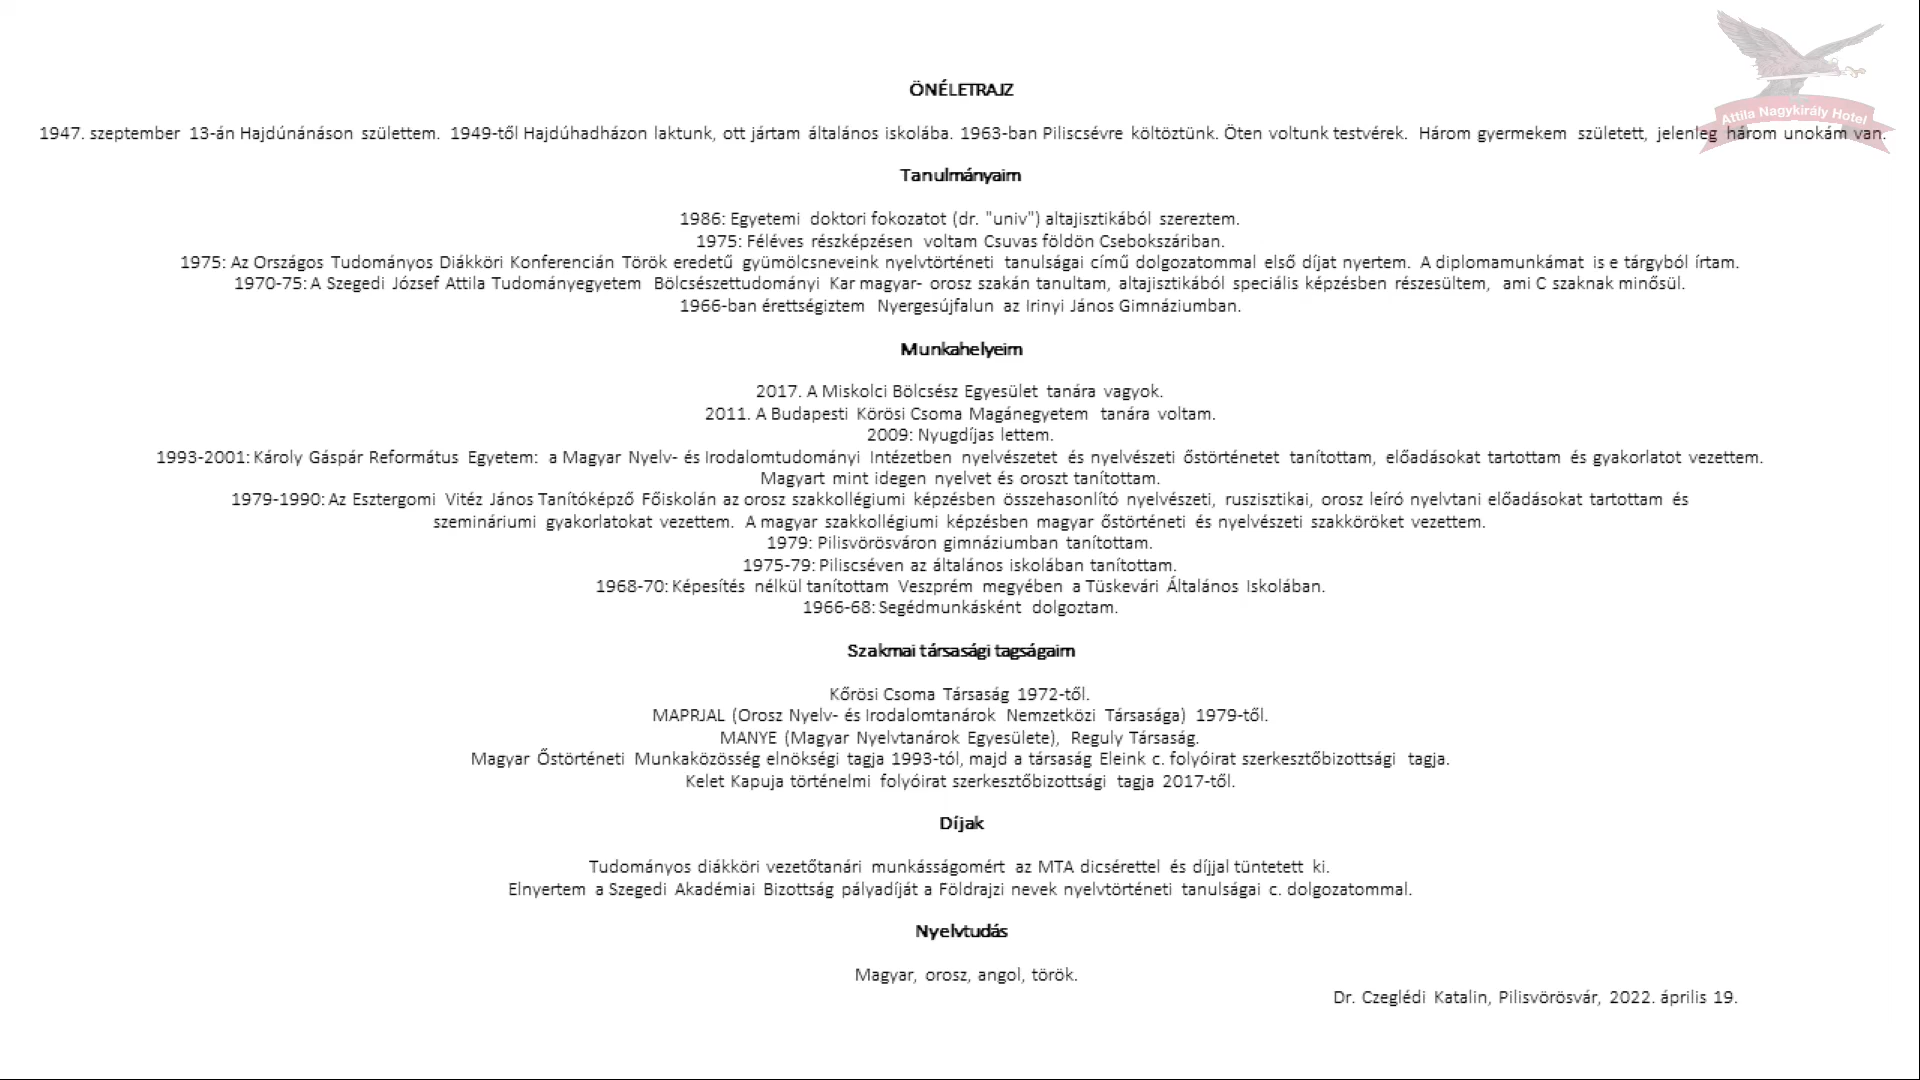 Attila Nagykirály Hotel
ÖNÉLETRAJZ
1947. szeptember 13-án Hajdúnánáson születtem. 1949-től Hajdúhadházon laktunk, ott jártam általános iskolába. 1963-ban Piliscsévre költöztünk. Öten voltunk testvérek. Három gyermekem született, jelenleg három unokám van.
Tanulmányaim
1986: Egyetemi doktori fokozatot (dr. "univ") altajisztikából szereztem.
1975: Féléves részképzésen voltam Csuvas földön Csebokszáriban.
1975: Az Országos Tudományos Diákköri Konferencián Török eredetű gyümölcsneveink nyelvtörténeti tanulságai című dolgozatommal első díjat nyertem. A diplomamunkámat is e tárgyból írtam.
1970-75: A Szegedi József Attila Tudományegyetem Bölcsészettudományi Kar magyar- orosz szakán tanultam, altajisztikából speciális képzésben részesültem, ami C szaknak minősül.
1966-ban érettségiztem Nyergesújfalun az Irinyi János Gimnáziumban.
Munkahelyeim
2017. A Miskolci Bölcsész Egyesület tanára vagyok.
2011. A Budapesti Körösi Csoma Magánegyetem tanára voltam.
2009: Nyugdíjas lettem.
1993-2001: Károly Gáspár Református Egyetem: a Magyar Nyelv- és Irodalomtudományi Intézetben nyelvészetet és nyelvészeti őstörténetet tanítottam, előadásokat tartottam és gyakorlatot vezettem.
Magyart mint idegen nyelvet és oroszt tanítottam.
1979-1990: Az Esztergomi Vitéz János Tanítóképző Főiskolán az orosz szakkollégiumi képzésben összehasonlító nyelvészeti, ruszisztikai, orosz leíró nyelvtani előadásokat tartottam és
szemináriumi gyakorlatokat vezettem. A magyar szakkollégiumi képzésben magyar őstörténeti és nyelvészeti szakköröket vezettem.
1979: Pilisvörösváron gimnáziumban tanítottam.
1975-79: Piliscséven az általános iskolában tanítottam.
1968-70: Képesítés nélkül tanítottam Veszprém megyében a Tüskevári Általános Iskolában.
1966-68: Segédmunkásként dolgoztam.
Szakmai társasági tagságaim
Kőrösi Csoma Társaság 1972-től.
MAPRJAL (Orosz Nyelv- és Irodalomtanárok Nemzetközi Társasága) 1979-től.
MANYE (Magyar Nyelvtanárok Egyesülete), Reguly Társaság.
Magyar Őstörténeti Munkaközösség elnökségi tagja 1993-tól, majd a társaság Eleink c. folyóirat szerkesztőbizottsági tagja.
Kelet Kapuja történelmi folyóirat szerkesztőbizottsági tagja 2017-től.
Díjak
Tudományos diákköri vezetőtanári munkásságomért az MTA dicsérettel és díjjal tüntetett ki.
Elnyertem a Szegedi Akadémiai Bizottság pályadíját a Földrajzi nevek nyelvtörténeti tanulságai c. dolgozatommal.
Nyelvtudás
Magyar, orosz, angol, török.
Dr. Czeglédi Katalin, Pilisvörösvár, 2022. április 19.